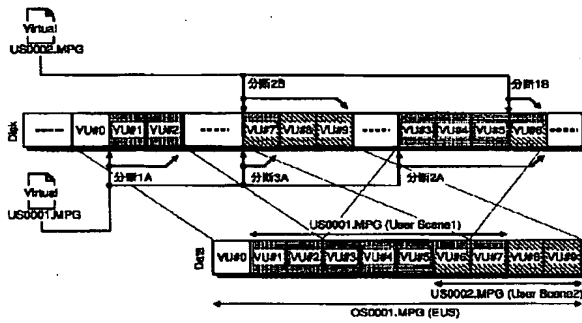 Virtual
US0002.MPG
分断2B
分断1B
Disk
VU#0
VU#1
VU#2
VU#7
VU#8
VU#9
VU#3
VU#4
VU#5
VU#6
分断1A
分断3A
分断2A
Virtual
US0001.MPG
US0001.MPG (User Scene1)
Data
VU#0
VU#1
VU#2
VU#3
VU#4
VU#5
VU#6
VU#7
VU#8
VU#9
US0002.MPG (User Scene2)
OS0001.MPG (EUS)